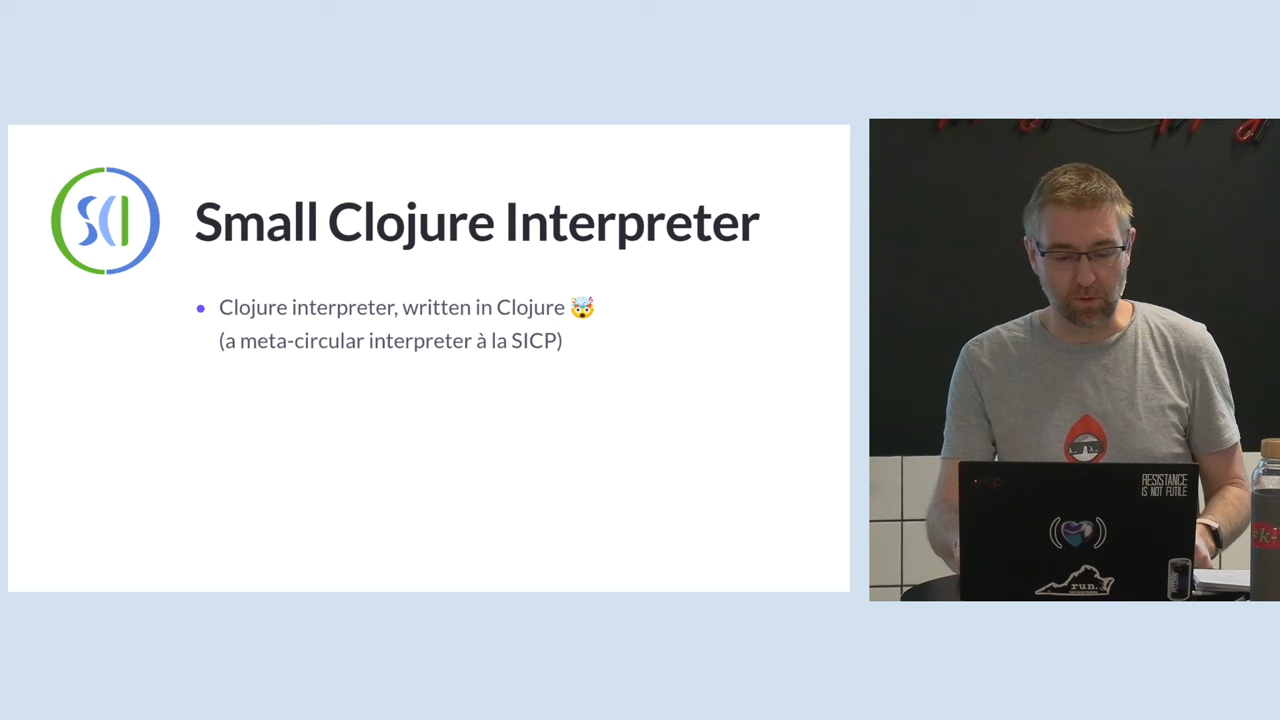 SCI
Small Clojure Interpreter
• Clojure interpreter, written in Clojure 🤯
(a meta-circular interpreter à la SICP)
RESISTANCE
IS NOT FUTILE
run.